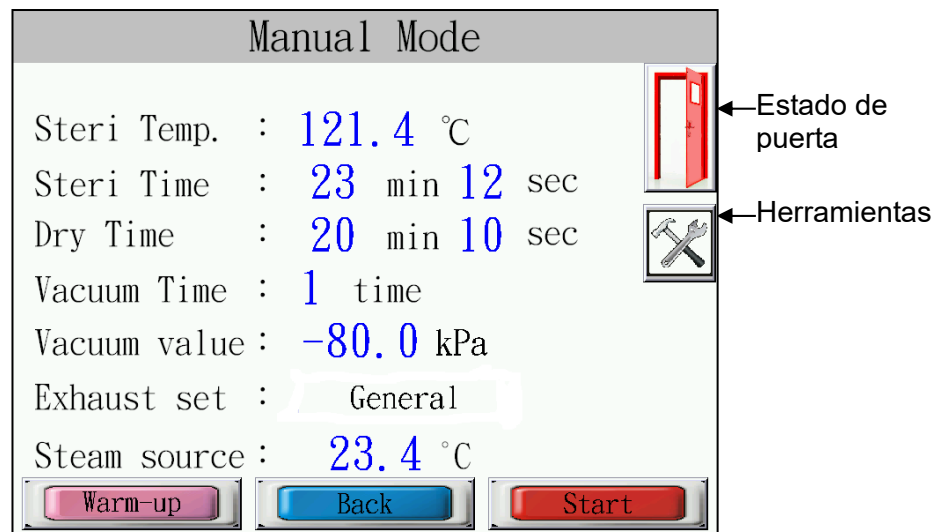 Manual Mode
Steri Temp. : 121.4 ℃
Steri Time : 23 min 12 sec
Dry Time : 20 min 10 sec
Vacuum Time : 1 time
Vacuum value : -80.0 kPa
Exhaust set : General
Steam source : 23.4 ℃
Warm-up Back Start
Estado de
puerta
Herramientas